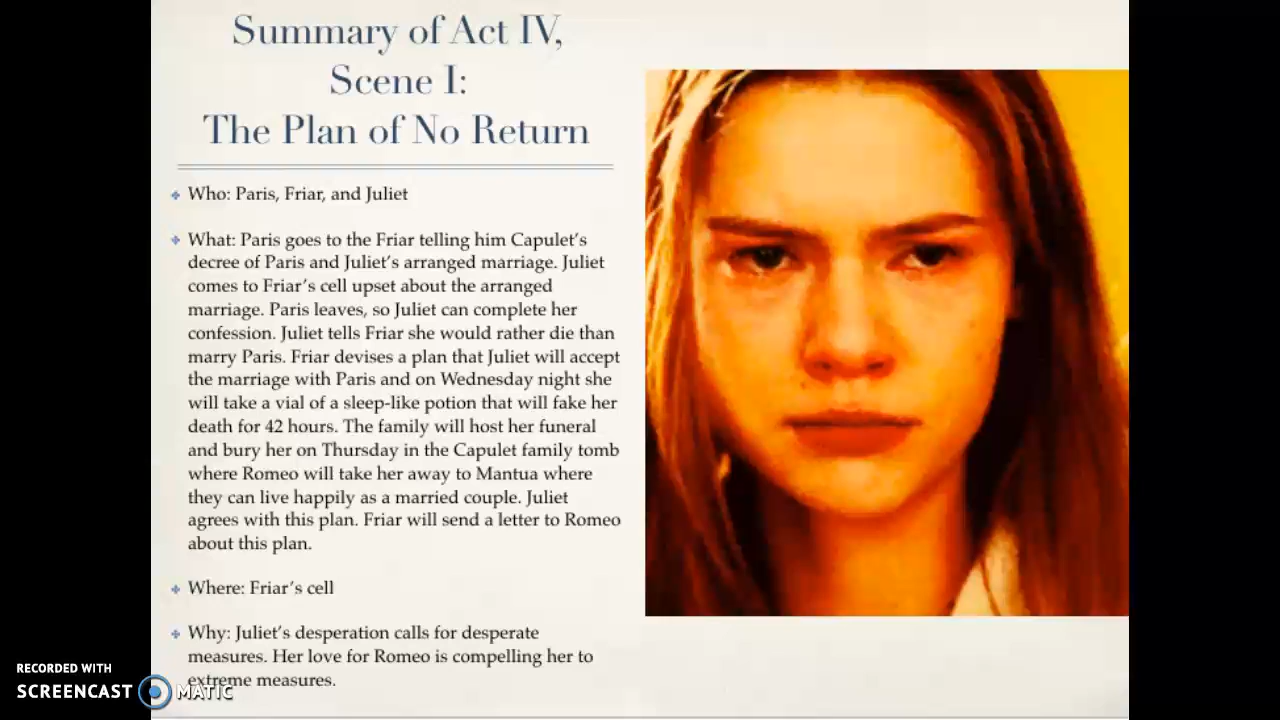 Summary of Act IV,
Scene I:
The Plan of No Return
Who: Paris, Friar, and Juliet
What: Paris goes to the Friar telling him Capulet's
decree of Paris and Juliet's arranged marriage. Juliet
comes to Friar's cell upset about the arranged
marriage. Paris leaves, so Juliet can complete her
confession. Juliet tells Friar she would rather die than
marry Paris. Friar devises a plan that Juliet will accept
the marriage with Paris and on Wednesday night she
will take a vial of a sleep-like potion that will fake her
death for 42 hours. The family will host her funeral
and bury her on Thursday in the Capulet family tomb
where Romeo will take her away to Mantua where
they can live happily as a married couple. Juliet
agrees with this plan. Friar will send a letter to Romeo
about this plan.
Where: Friar's cell
Why: Juliet's desperation calls for desperate
measures. Her love for Romeo is compelling her to
extreme measures.
RECORDED WITH
SCREENCAST MATIC